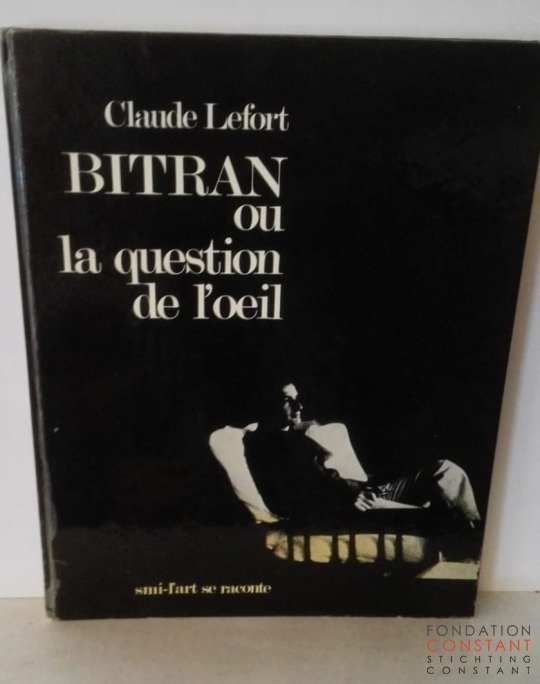 Claude Lefort
BITRAN
ou
la question
de l'oeil
smi-l'art se raconte
FONDATION
CONSTANT
STICHTING
CONSTANT